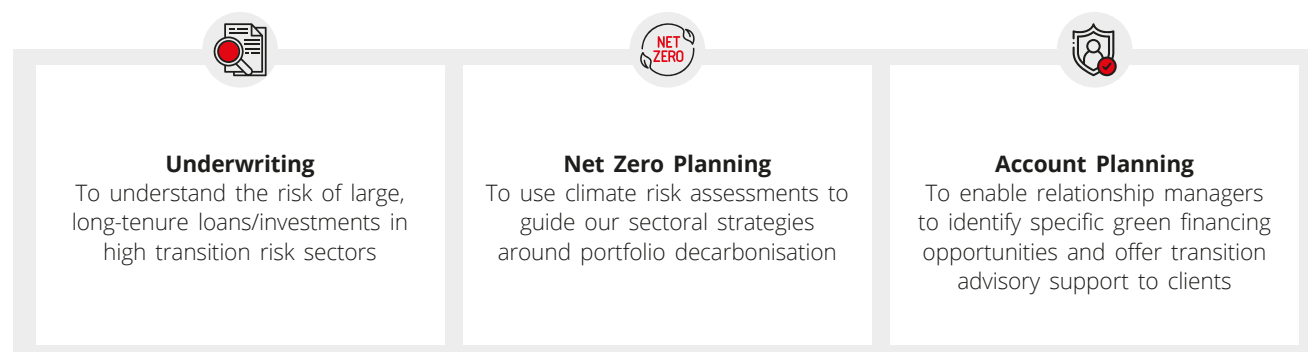 NET
ZERO
Underwriting
To understand the risk of large,
long-tenure loans/investments in
high transition risk sectors
Net Zero Planning
To use climate risk assessments to
guide our sectoral strategies
around portfolio decarbonisation
Account Planning
To enable relationship managers
to identify specific green financing
opportunities and offer transition
advisory support to clients